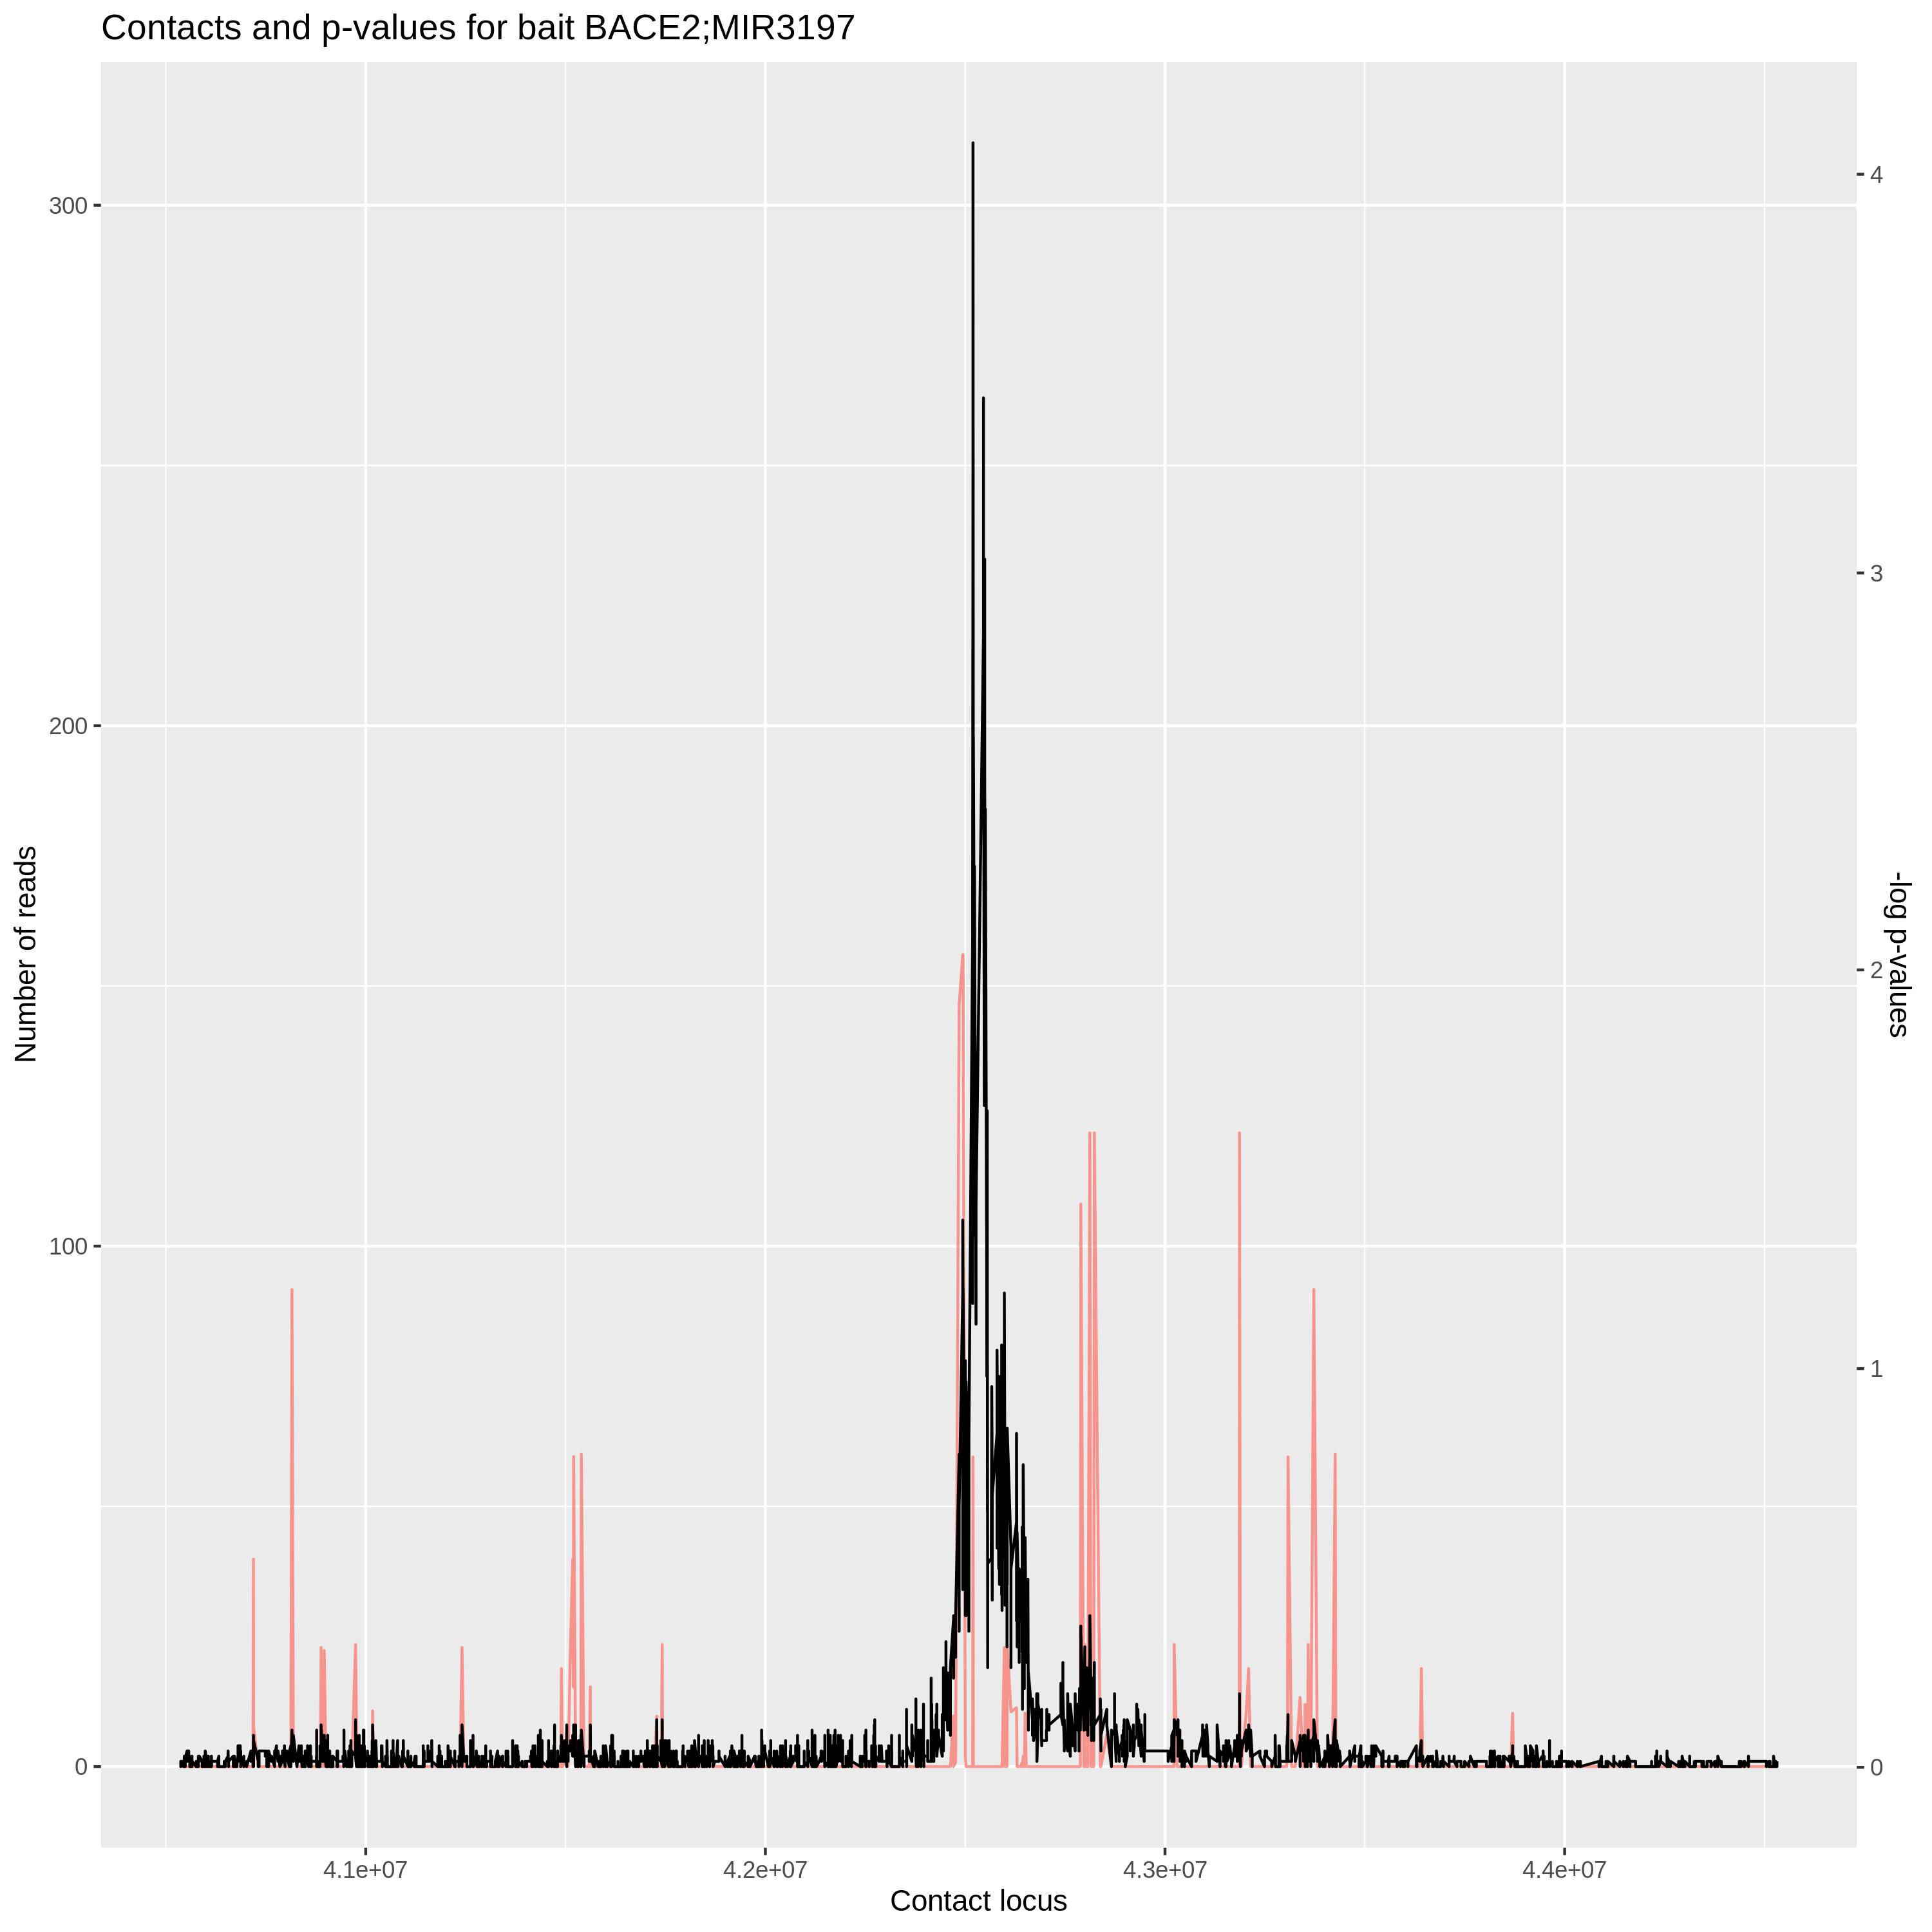 Contacts and p-values for bait BACE2;MIR3197
300
200
100
0
Number of reads
4
3
2
1
0
-log p-values
4.1e+07
4.2e+07
4.3e+07
4.4e+07
Contact locus